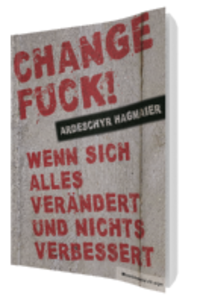 CHANGE
FUCK!
ARDESCHYR HAGMAIER
WENN SICH
ALLES
VERÄNDERT
UND NICHTS
VERBESSERT